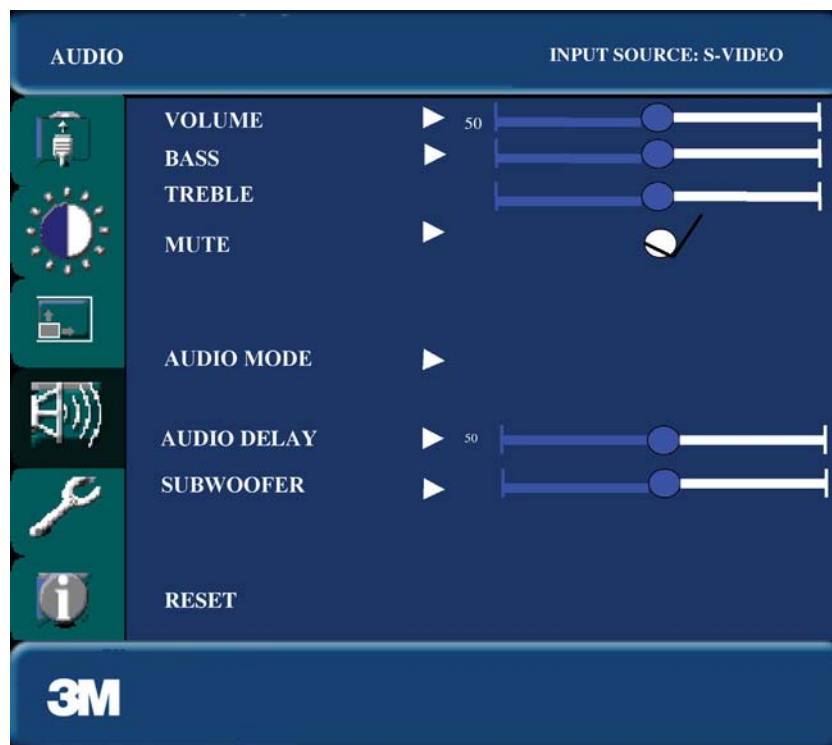 AUDIO INPUT SOURCE: S-VIDEO
VOLUME 50
BASS
TREBLE
MUTE
AUDIO MODE
AUDIO DELAY 50
SUBWOOFER
RESET
3M